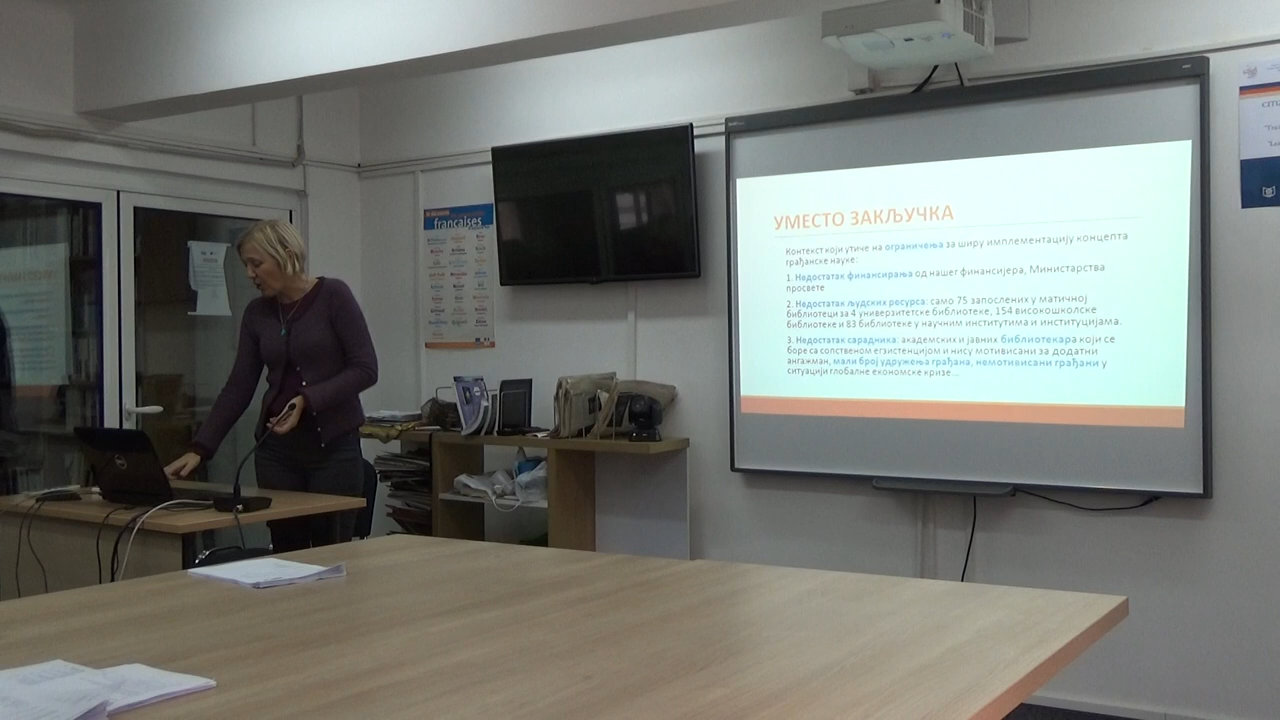 УМЕСТО ЗАКЉУЧКА
Контекст који утиче на ограничења за ширу имплементацију концепта
грађанске науке:
1. Недостатак финансирања од нашег финансијера, Министарства
просвете
2. Недостатак људских ресурса: само 75 запослених у матичној
библиотеци за 4 универзитетске библиотеке, 154 високошколске
библиотеке и 83 библиотеке у научним институтима и институцијама.
3. Недостатак сарадника: академских и јавних библиотекара који се
боре са сопственом егзистенцијом и нису мотивисани за додатни
ангажман, мали број удружења грађана, немотивисани грађани у
ситуацији глобалне економске кризе...
françaises
DELL